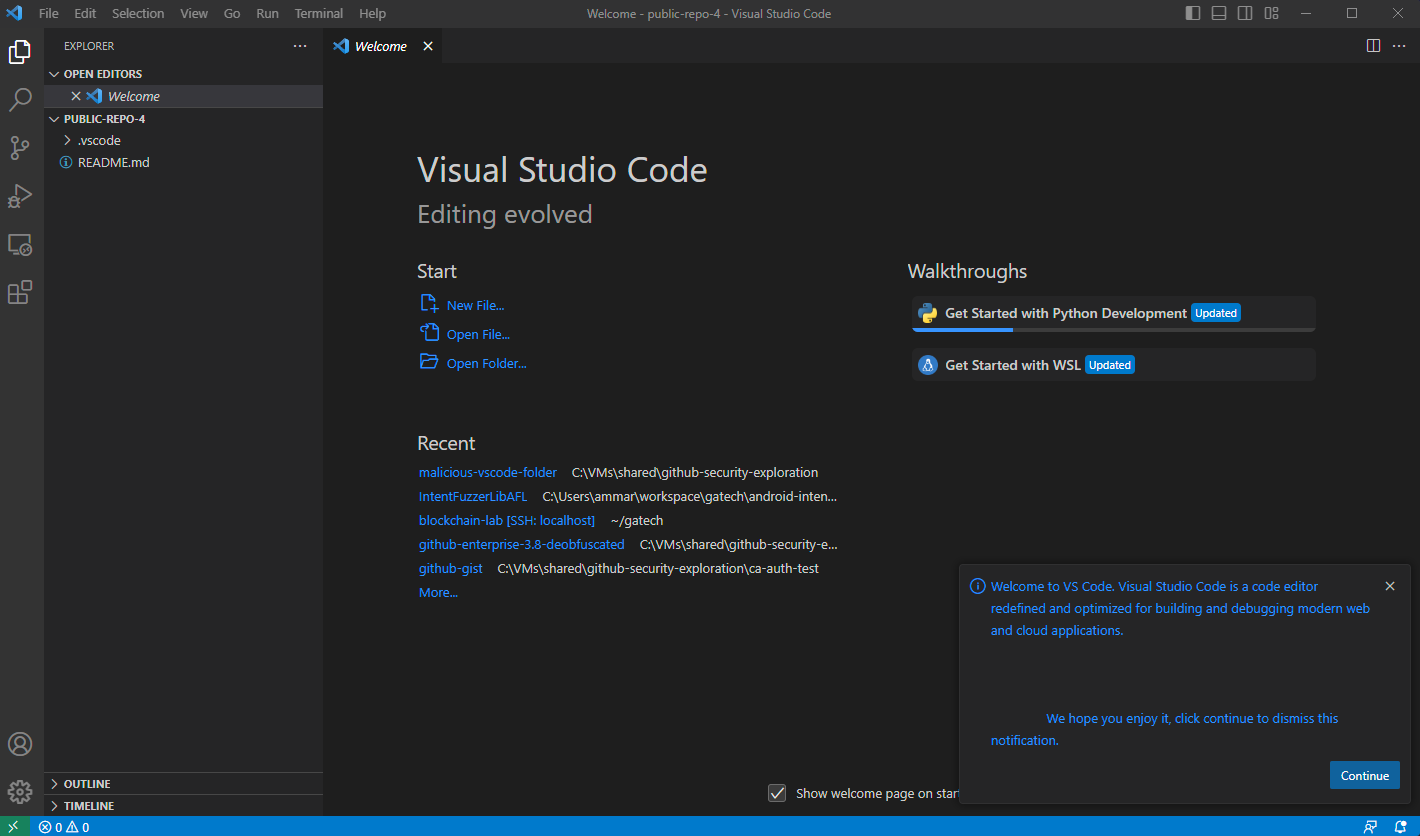 File Edit Selection View Go Run Terminal Help
Welcome - public-repo-4 - Visual Studio Code
EXPLORER
OPEN EDITORS
Welcome
PUBLIC-REPO-4
.vscode
README.md
OUTLINE
TIMELINE
Welcome
Visual Studio Code
Editing evolved
Start
New File...
Open File...
Open Folder...
Recent
malicious-vscode-folder C:\VMs\shared\github-security-exploration
IntentFuzzerLibAFL C:\Users\ammar\workspace\gatech\android-inten...
blockchain-lab [SSH: localhost] ~/gatech
github-enterprise-3.8-deobfuscated C:\VMs\shared\github-security-e...
github-gist C:\VMs\shared\github-security-exploration\ca-auth-test
More...
Walkthroughs
Get Started with Python Development Updated
Get Started with WSL Updated
Show welcome page on start
Welcome to VS Code. Visual Studio Code is a code editor
redefined and optimized for building and debugging modern web
and cloud applications.
We hope you enjoy it, click continue to dismiss this
notification.
Continue
0 0